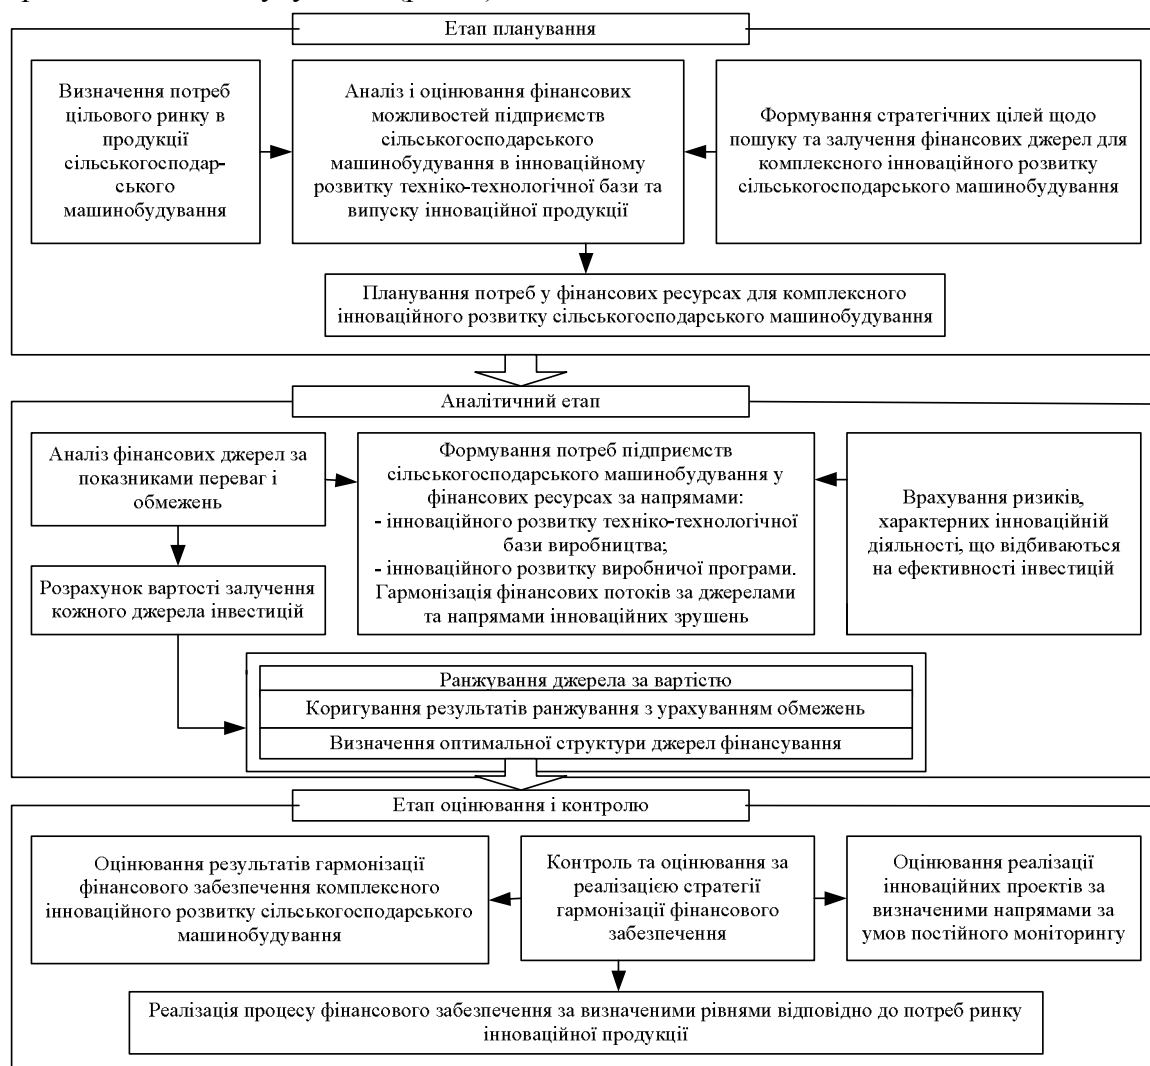 Етап планування
Визначення потреб
цільового ринку в
продукції
сільськогосподар-
ського
машинобудування
Аналіз і оцінювання фінансових
можливостей підприємств
сільськогосподарського
машинобудування в інноваційному
розвитку техніко-технологічної бази та
випуску інноваційної продукції
Формування стратегічних цілей щодо
пошуку та залучення фінансових джерел для
комплексного інноваційного розвитку
сільськогосподарського машинобудування
Планування потреб у фінансових ресурсах для комплексного
інноваційного розвитку сільськогосподарського машинобудування
Аналітичний етап
Аналіз фінансових джерел за
показниками переваг і
обмежень
Формування потреб підприємств
сільськогосподарського машинобудування у
фінансових ресурсах за напрямами:
- інноваційного розвитку техніко-технологічної
бази виробництва;
- інноваційного розвитку виробничої програми.
Гармонізація фінансових потоків за джерелами
та напрямами інноваційних зрушень
Врахування ризиків,
характерних інноваційній
діяльності, що відбиваються
на ефективності інвестицій
Розрахунок вартості залучення
кожного джерела інвестицій
Ранжування джерела за вартістю
Коригування результатів ранжування з урахуванням обмежень
Визначення оптимальної структури джерел фінансування
Етап оцінювання і контролю
Оцінювання результатів гармонізації
фінансового забезпечення комплексного
інноваційного розвитку сільськогосподарського
машинобудування
Контроль та оцінювання за
реалізацією стратегії
гармонізації фінансового
забезпечення
Оцінювання реалізації
інноваційних проектів за
визначеними напрямами за
умов постійного моніторингу
Реалізація процесу фінансового забезпечення за визначеними рівнями відповідно до потреб ринку
інноваційної продукції